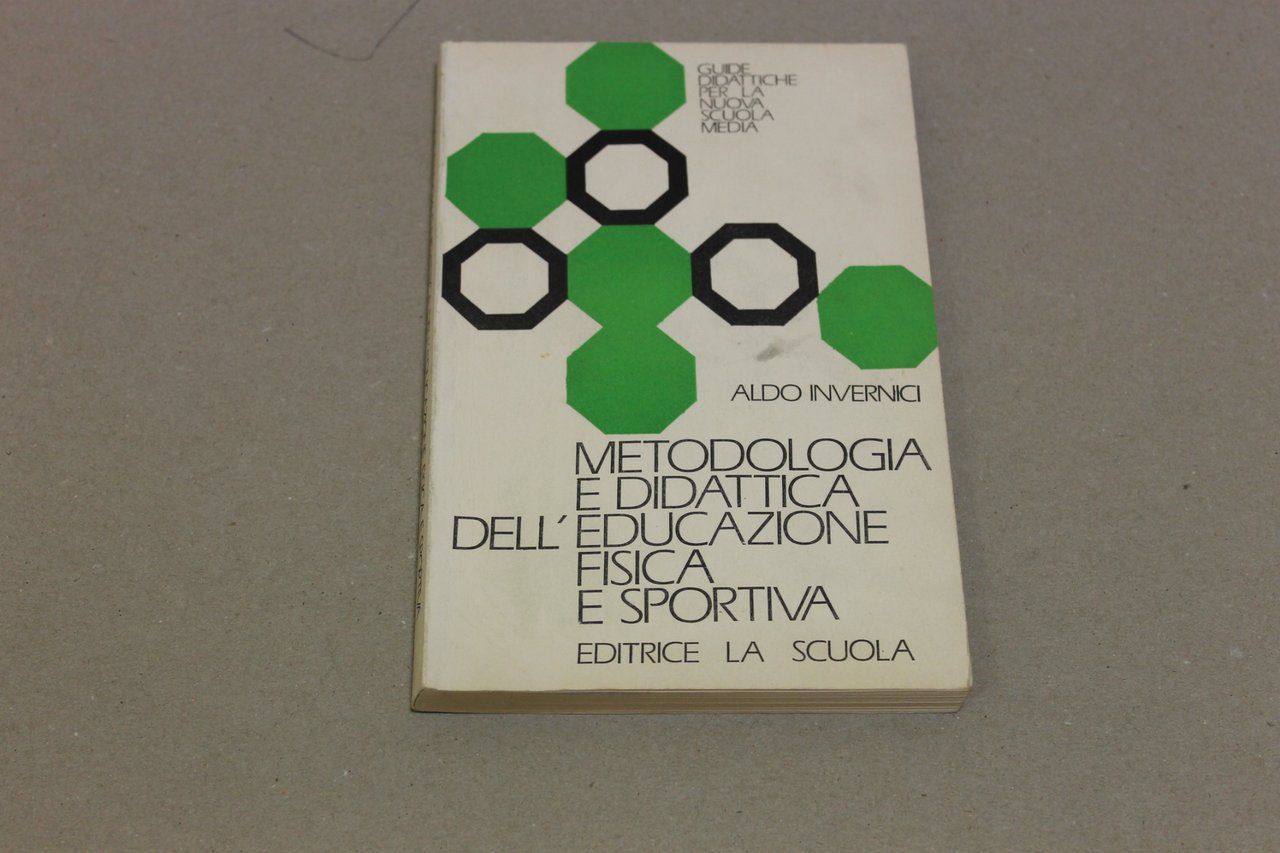 GUIDE
DIDATTICHE
PER LA
NUOVA
SCUOLA
MEDIA
ALDO INVERNICI
METODOLOGIA
E DIDATTICA
DELL'EDUCAZIONE
FISICA
E SPORTIVA
EDITRICE LA SCUOLA